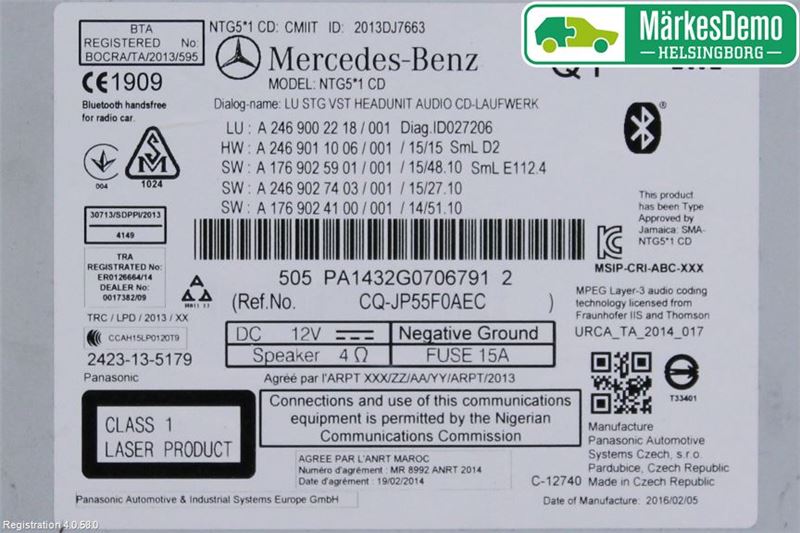 BTA
REGISTERED No:
BOCRA/TA/2013/595
NTG5*1 CD: CMIIT ID: 2013DJ7663
Mercedes-Benz
MODEL: NTG5*1 CD
MärkesDemo
HELSINGBORG
CE1909
Bluetooth handsfree
for radio car.
Dialog-name: LU STG VST HEADUNIT AUDIO CD-LAUFWERK
LU : A 246 900 22 18 / 001 Diag.ID027206
HW : A 246 901 10 06 / 001 / 15/15 SmL D2
SW : A 176 902 59 01 / 001 / 15/48.10 SmL E112.4
SW : A 246 902 74 03 / 001 / 15/27.10
SW : A 176 902 41 00 / 001 / 14/51.10
004
1024
30713/SDPPI/2013
4149
This product
has been Type
Approved by
Jamaica: SMA-
NTG5*1 CD
MSIP-CRI-ABC-XXX
TRA
REGISTERED No:
ER0126664/14
DEALER No:
0017382/09
505 PA1432G0706791 2
(Ref.No. CQ-JP55F0AEC )
MPEG Layer-3 audio coding
technology licensed from
Fraunhofer IIS and Thomson
URCA_TA_2014_017
TRC / LPD / 2013 / XX
CCAH15LP0120T9
2423-13-5179
Panasonic
DC 12V Negative Ground
Speaker 4 Ω FUSE 15A
Agréé par l'ARPT XXX/ZZ/AA/YY/ARPT/2013
T33401
CLASS 1
LASER PRODUCT
Connections and use of this communications
equipment is permitted by the Nigerian
Communications Commission
Manufacture
Panasonic Automotive
Systems Czech, s.r.o.
Pardubice, Czech Republic
Made in Czech Republic
AGREE PAR L'ANRT MAROC
Numéro d'agrément : MR 8992 ANRT 2014
Date d'agrément : 19/02/2014
C-12740
Panasonic Automotive & Industrial Systems Europe GmbH
Date of Manufacture: 2016/02/05
Registration 4.0.58.0